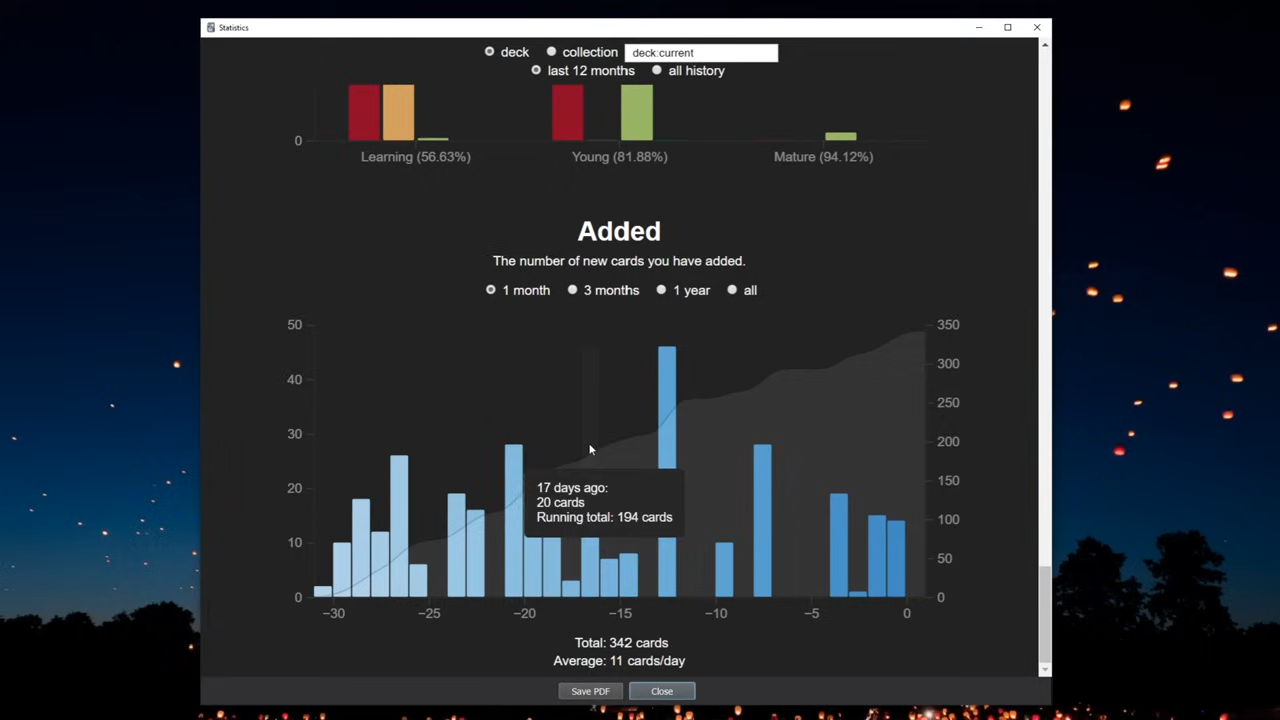 Statistics
deck collection deck:current
last 12 months all history
0
Learning (56.63%) Young (81.88%) Mature (94.12%)
Added
The number of new cards you have added.
1 month 3 months 1 year all
50 350
300
40
250
30 200
20 150
100
10
50
0 0
−30 −25 −20 −15 −10 −5 0
17 days ago:
20 cards
Running total: 194 cards
Total: 342 cards
Average: 11 cards/day
Save PDF Close